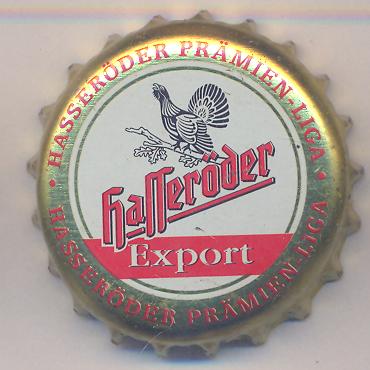 HASSERÖDER PRÄMIEN-LIGA
Hasseröder
Export
HASSERÖDER PRÄMIEN-LIGA